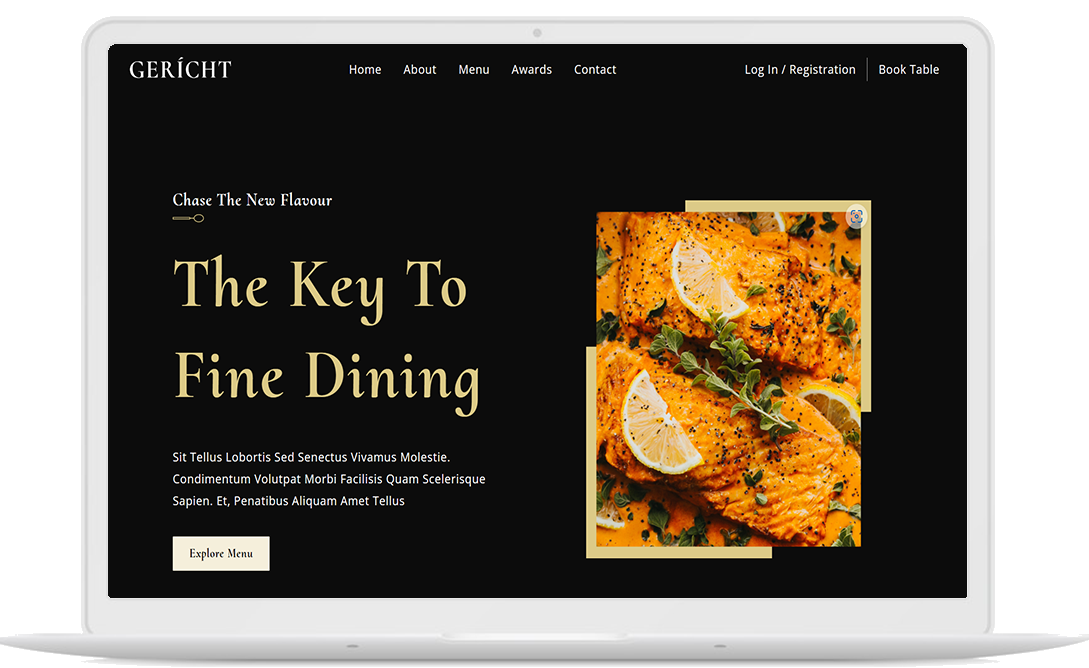 GERÍCHT
Home About Menu Awards Contact
Log In / Registration Book Table
Chase The New Flavour
The Key To
Fine Dining
Sit Tellus Lobortis Sed Senectus Vivamus Molestie.
Condimentum Volutpat Morbi Facilisis Quam Scelerisque
Sapien. Et, Penatibus Aliquam Amet Tellus
Explore Menu